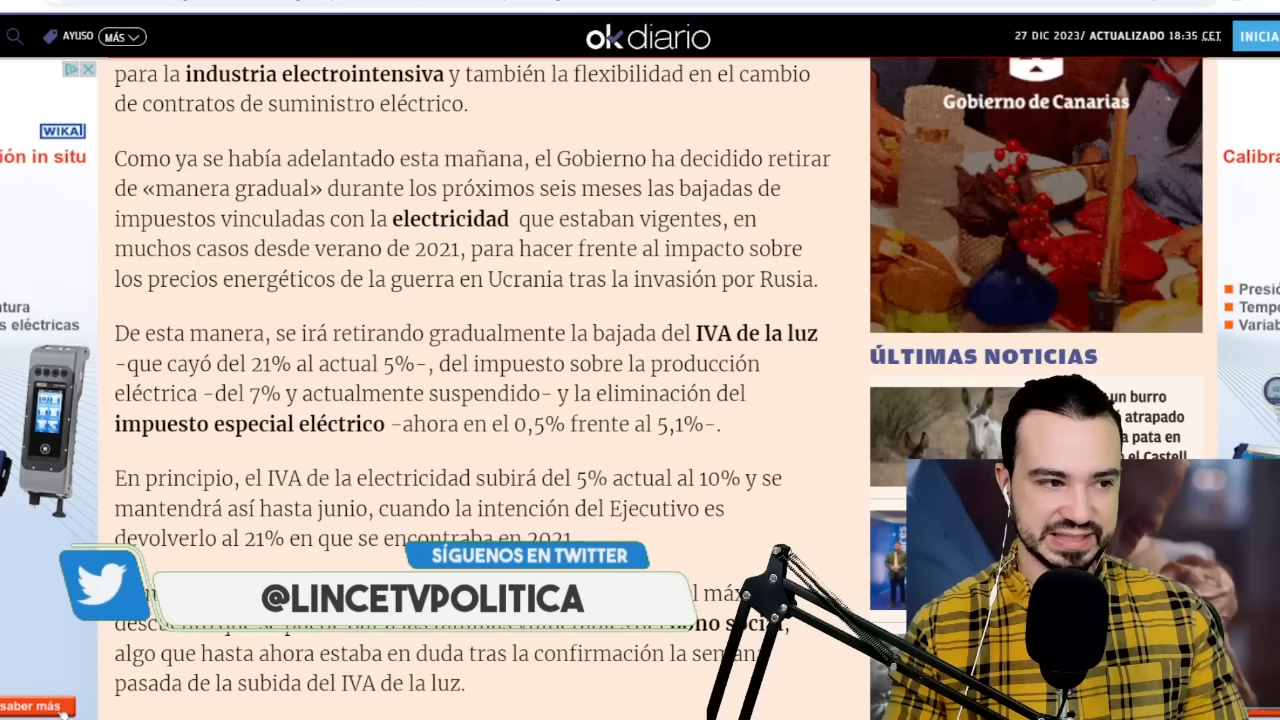 AYUSO
MÁS
okdiario
27 DIC 2023/ ACTUALIZADO 18:35 CET
INICIA
para la industria electrointensiva y también la flexibilidad en el cambio
de contratos de suministro eléctrico.
Como ya se había adelantado esta mañana, el Gobierno ha decidido retirar
de «manera gradual» durante los próximos seis meses las bajadas de
impuestos vinculadas con la electricidad que estaban vigentes, en
muchos casos desde verano de 2021, para hacer frente al impacto sobre
los precios energéticos de la guerra en Ucrania tras la invasión por Rusia.
De esta manera, se irá retirando gradualmente la bajada del IVA de la luz
-que cayó del 21% al actual 5%-, del impuesto sobre la producción
eléctrica -del 7% y actualmente suspendido- y la eliminación del
impuesto especial eléctrico -ahora en el 0,5% frente al 5,1%-.
En principio, el IVA de la electricidad subirá del 5% actual al 10% y se
mantendrá así hasta junio, cuando la intención del Ejecutivo es
devolverlo al 21% en que se encontraba en 2021.
algo que hasta ahora estaba en duda tras la confirmación la semana
pasada de la subida del IVA de la luz.
SÍGUENOS EN TWITTER
@LINCETVPOLITICA
WIKA
ión in situ
s eléctricas
saber más
Gobierno de Canarias
ÚLTIMAS NOTICIAS
un burro
atrapado
a pata en
el Castell
Calibra
Presió
Tempe
Variab